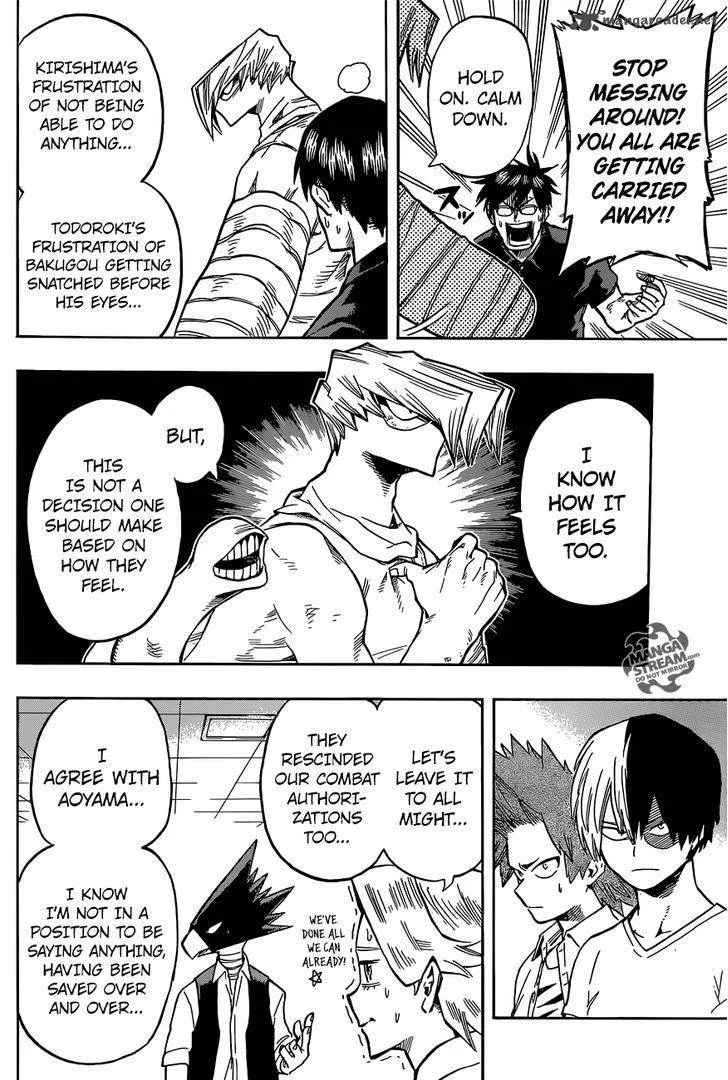 STOP
MESSING
AROUND!
YOU ALL ARE
GETTING
CARRIED
AWAY!!
HOLD
ON. CALM
DOWN.
KIRISHIMA'S
FRUSTRATION
OF NOT BEING
ABLE TO DO
ANYTHING...
TODOROKI'S
FRUSTRATION OF
BAKUGOU GETTING
SNATCHED BEFORE
HIS EYES...
I
KNOW
HOW IT
FEELS
TOO.
BUT,
THIS
IS NOT A
DECISION ONE
SHOULD MAKE
BASED ON
HOW THEY
FEEL.
MANGA
STREAM.com
DO NOT MIRROR
LET'S
LEAVE IT
TO ALL
MIGHT...
THEY
RESCINDED
OUR COMBAT
AUTHORI-
ZATIONS
TOO...
WE'VE
DONE ALL
WE CAN
ALREADY!
I
AGREE WITH
AOYAMA...
I KNOW
I'M NOT IN A
POSITION TO BE
SAYING ANYTHING,
HAVING BEEN
SAVED OVER
AND OVER...